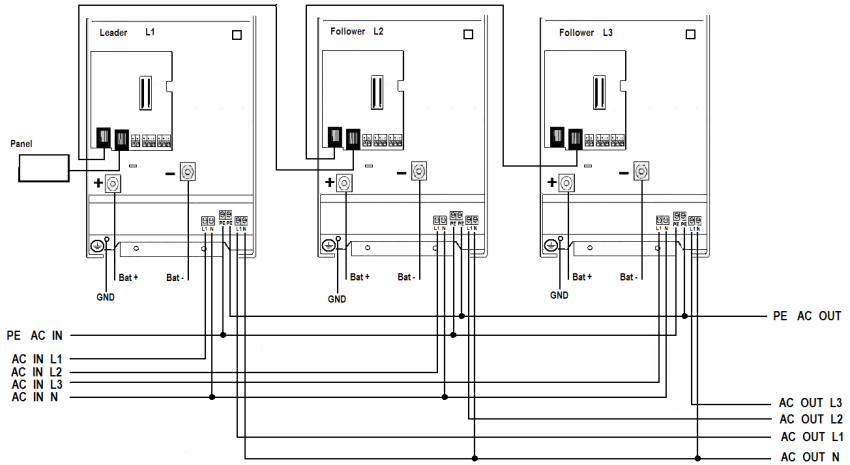 Leader L1
Follower L2
Follower L3
Panel
+ −
+ −
+ −
PE PE
L1 N L1 N
PE PE
L1 N L1 N
PE PE
L1 N L1 N
Bat + Bat -
Bat + Bat -
Bat + Bat -
GND
GND
GND
PE AC OUT
PE AC IN
AC IN L1
AC IN L2
AC IN L3
AC IN N
AC OUT L3
AC OUT L2
AC OUT L1
AC OUT N